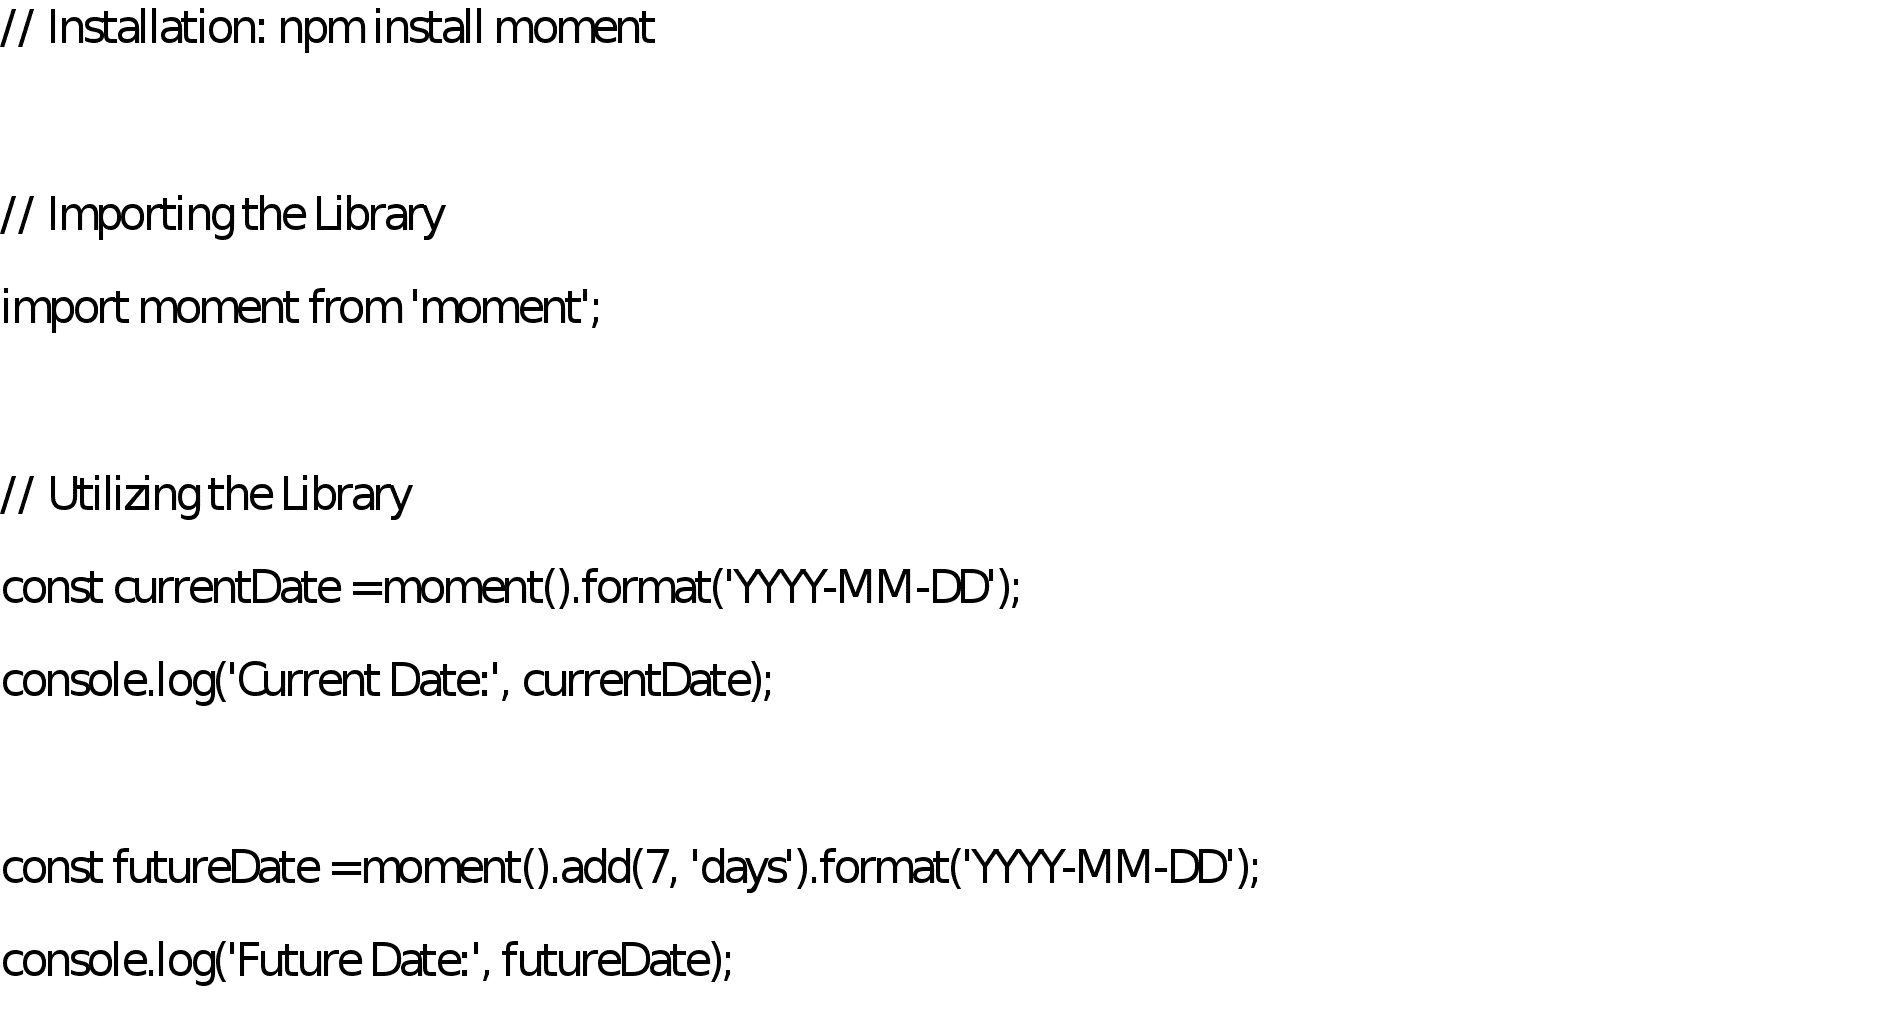 // Installation: npm install moment
// Importing the Library
import moment from 'moment';
// Utilizing the Library
const currentDate = moment().format('YYYY-MM-DD');
console.log('Current Date:', currentDate);
const futureDate = moment().add(7, 'days').format('YYYY-MM-DD');
console.log('Future Date:', futureDate);